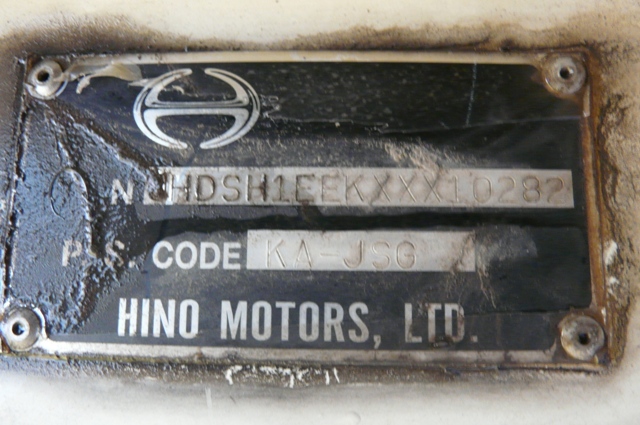 N JHDSH1EEKXXX10282
P.S. CODE KA-JSG
HINO MOTORS, LTD.